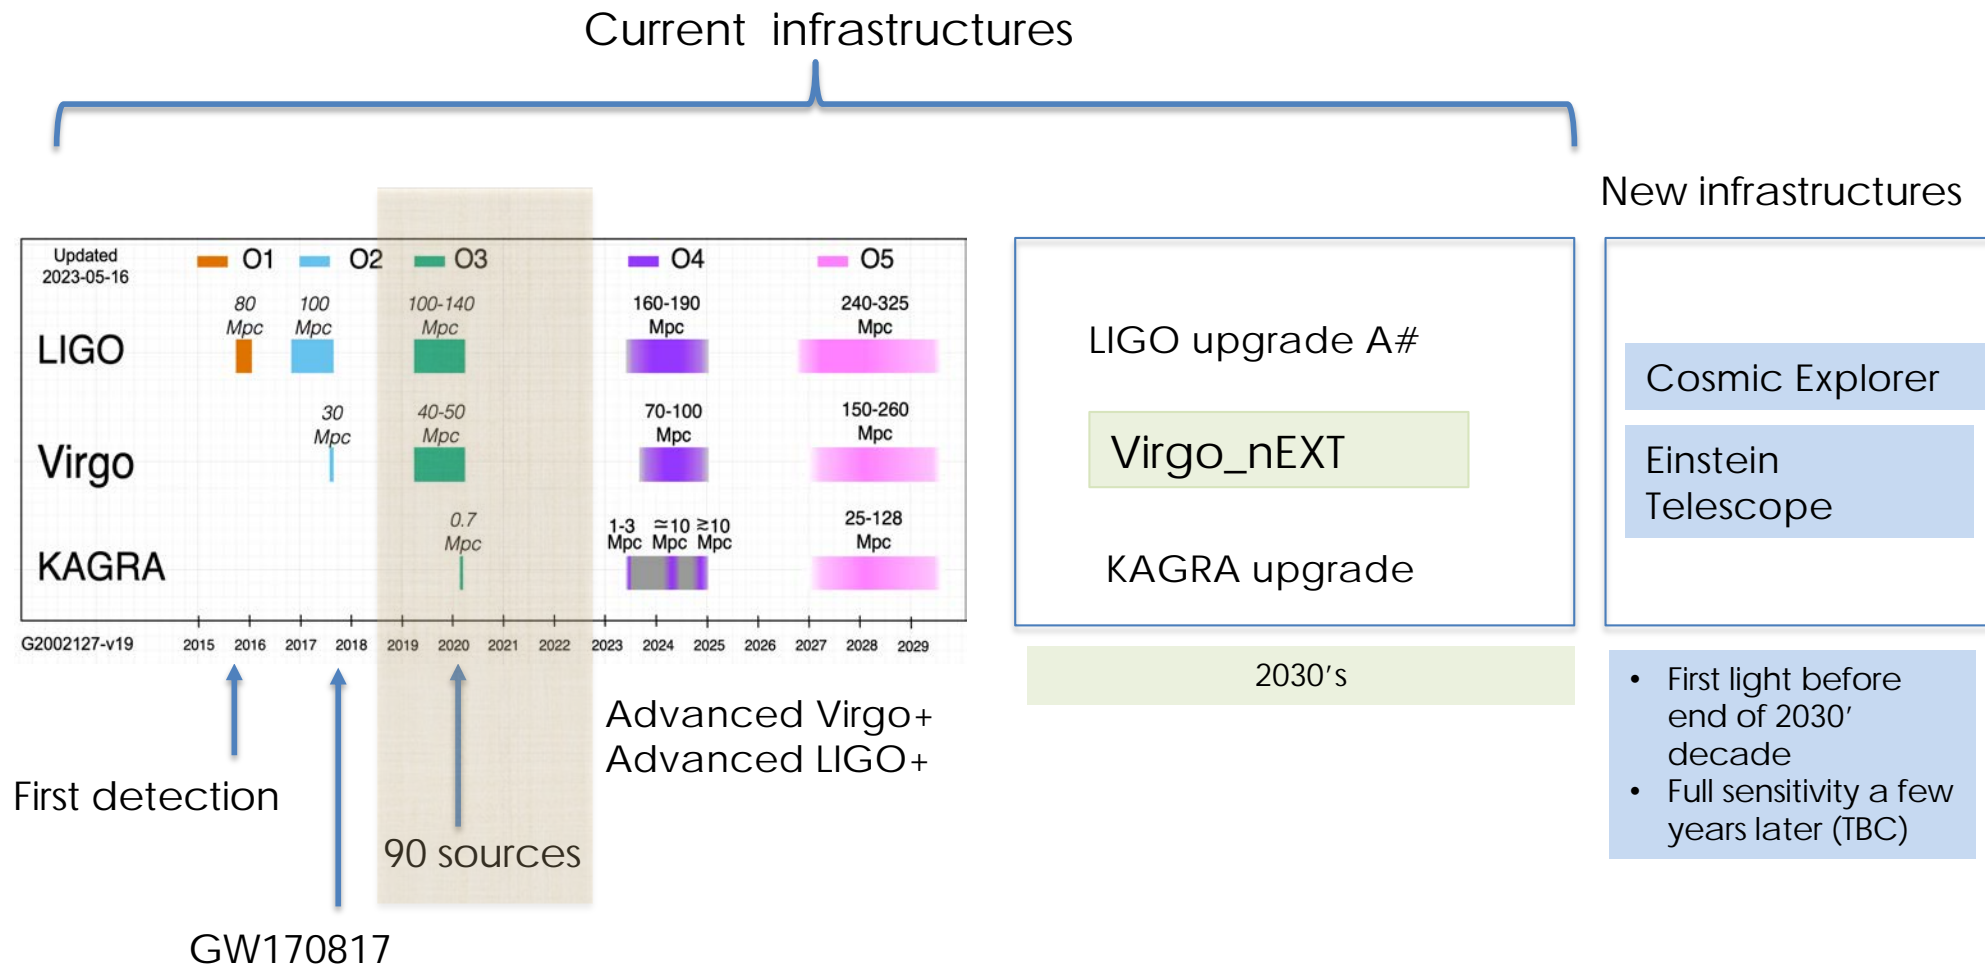 Current infrastructures
New infrastructures
Updated
2023-05-16
O1
O2
O3
O4
O5
80
Mpc
100
Mpc
100-140
Mpc
160-190
Mpc
240-325
Mpc
LIGO
30
Mpc
40-50
Mpc
70-100
Mpc
150-260
Mpc
Virgo
0.7
Mpc
1-3
Mpc
≃10
Mpc
≥10
Mpc
25-128
Mpc
KAGRA
G2002127-v19
2015 2016 2017 2018 2019 2020 2021 2022 2023 2024 2025 2026 2027 2028 2029
LIGO upgrade A#
Virgo_nEXT
KAGRA upgrade
2030's
Cosmic Explorer
Einstein
Telescope
• First light before
end of 2030'
decade
• Full sensitivity a few
years later (TBC)
Advanced Virgo+
Advanced LIGO+
First detection
90 sources
GW170817